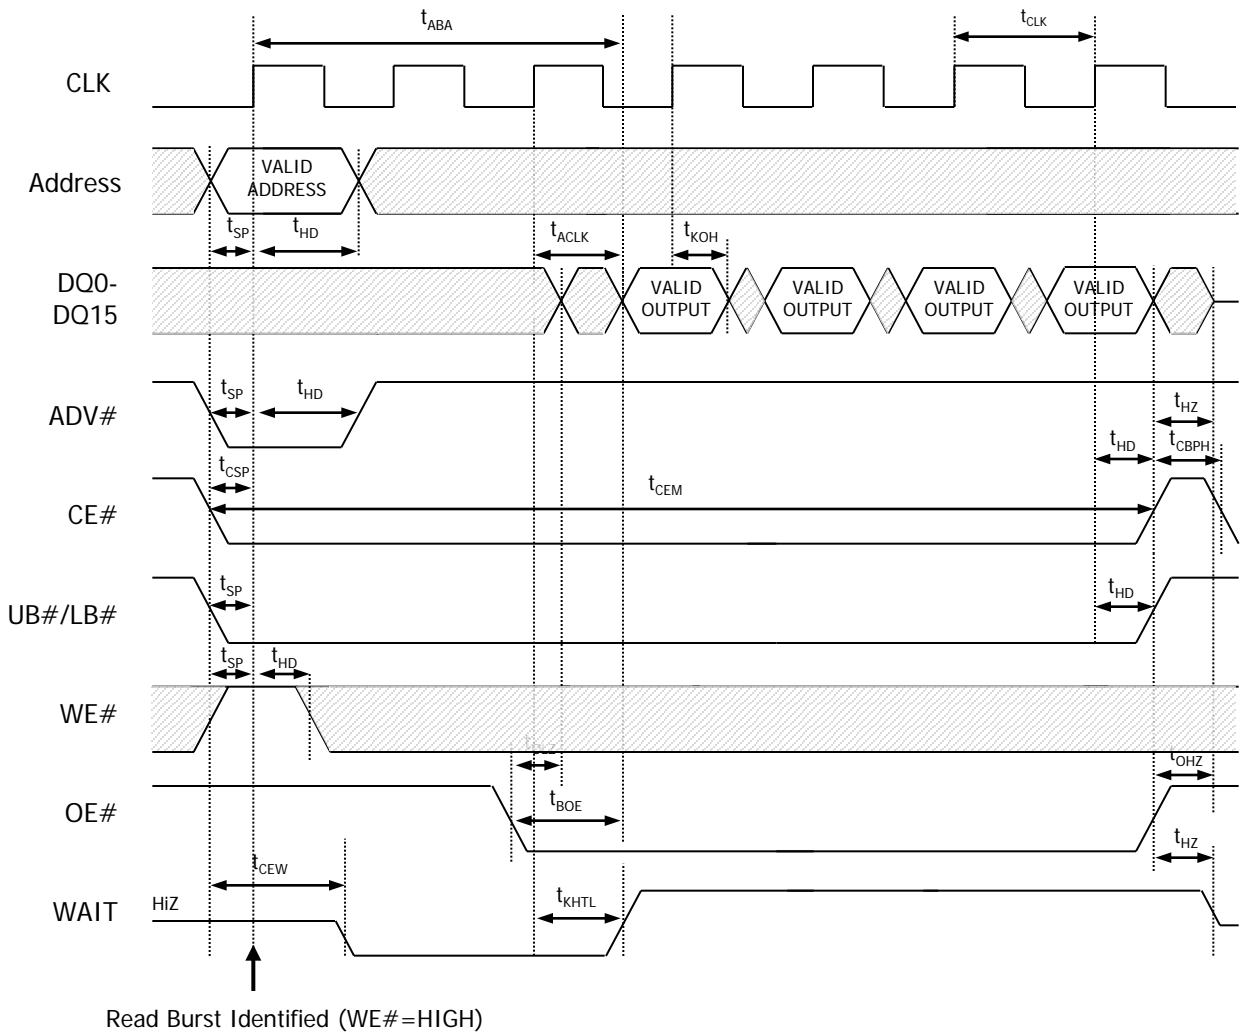 tABA
tCLK
CLK
Address
VALID
ADDRESS
tSP
tHD
tACLK
tKOH
DQ0-
DQ15
VALID
OUTPUT
VALID
OUTPUT
VALID
OUTPUT
VALID
OUTPUT
ADV#
tSP
tHD
tHZ
tHD
tCBPH
CE#
tCSP
tCEM
UB#/LB#
tSP
tHD
WE#
tSP
tHD
tOHZ
OE#
tBOE
tHZ
tCEW
WAIT
HiZ
tKHTL
Read Burst Identified (WE#=HIGH)